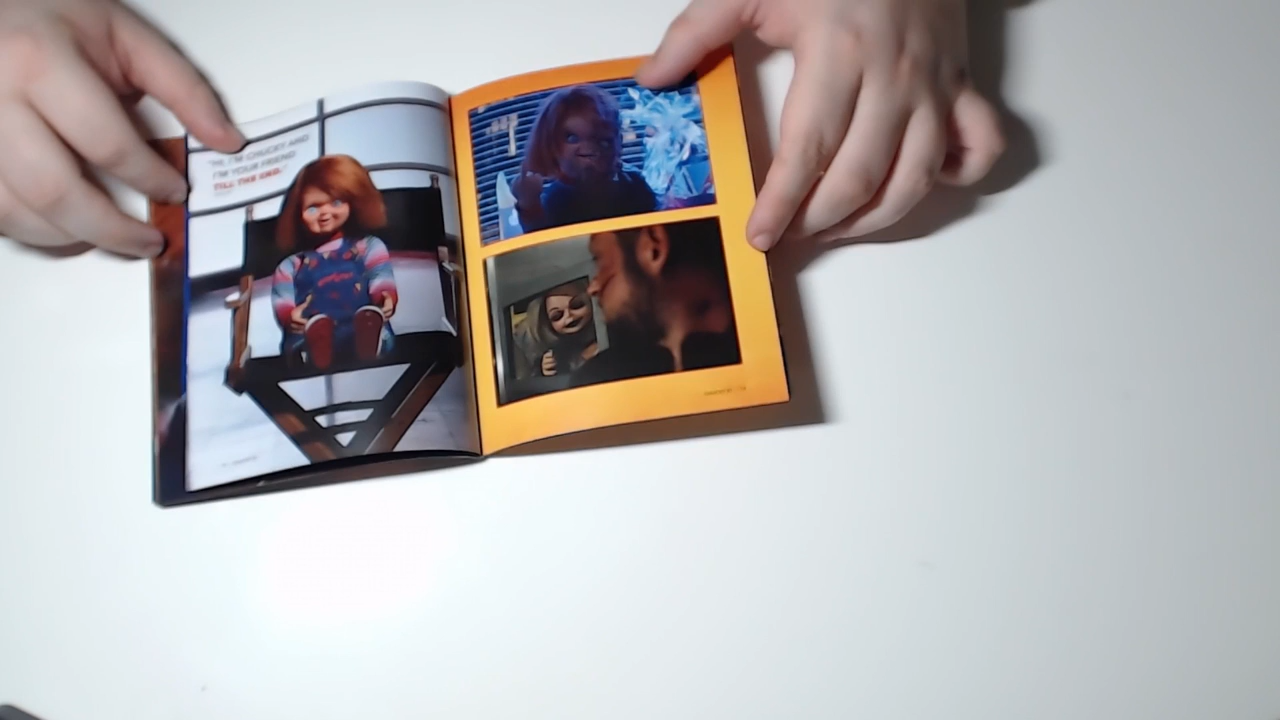 "HI, I'M CHUCKY AND
I'M YOUR FRIEND
TILL THE END."